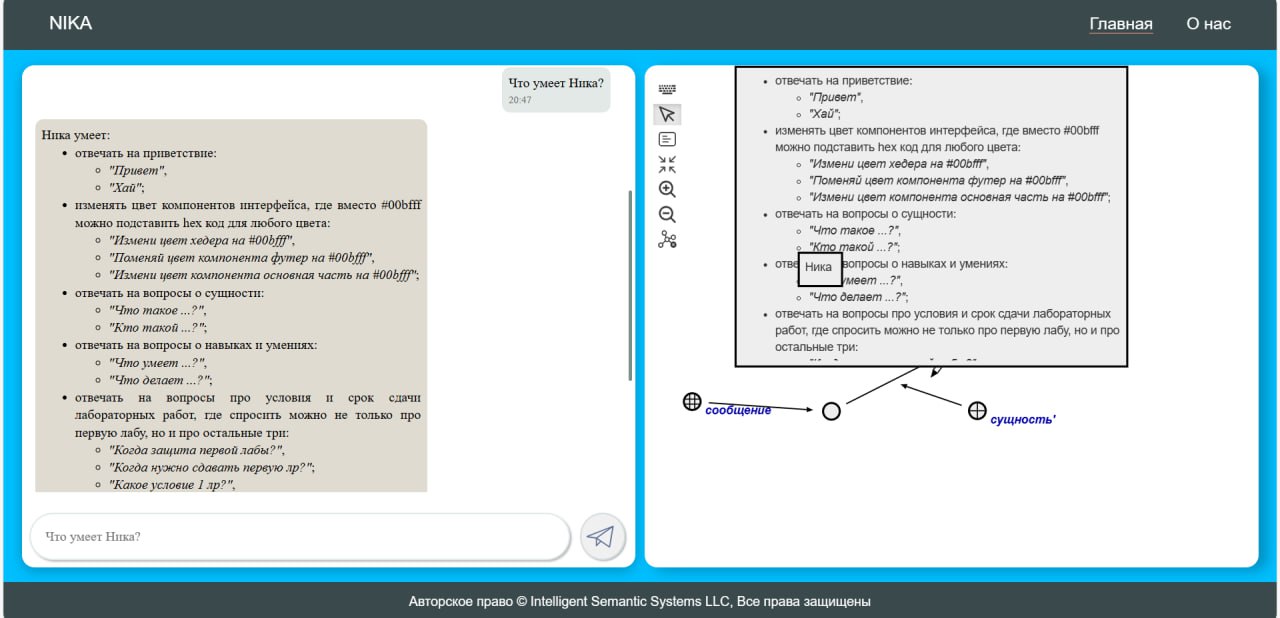 NIKA
Главная
О нас
Что умеет Ника?
20:47
Ника умеет:
отвечать на приветствие:
"Привет",
"Хай";
изменять цвет компонентов интерфейса, где вместо #00bfff
можно подставить hex код для любого цвета:
"Измени цвет хедера на #00bfff",
"Поменяй цвет компонента футер на #00bfff",
"Измени цвет компонента основная часть на #00bfff";
отвечать на вопросы о сущности:
"Что такое ...?",
"Кто такой ...?";
отвечать на вопросы о навыках и умениях:
"Что умеет ...?",
"Что делает ...?";
отвечать на вопросы про условия и срок сдачи
лабораторных работ, где спросить можно не только про
первую лабу, но и про остальные три:
"Когда защита первой лабы?",
"Когда нужно сдавать первую лр?";
"Какое условие 1 лр?",
Что умеет Ника?
отвечать на приветствие:
"Привет",
"Хай";
изменять цвет компонентов интерфейса, где вместо #00bfff
можно подставить hex код для любого цвета:
"Измени цвет хедера на #00bfff",
"Поменяй цвет компонента футер на #00bfff",
"Измени цвет компонента основная часть на #00bfff";
отвечать на вопросы о сущности:
"Что такое ...?",
"Кто такой ...?";
отве вопросы о навыках и умениях:
Ника
умеет ...?",
"Что делает ...?";
отвечать на вопросы про условия и срок сдачи лабораторных
работ, где спросить можно не только про первую лабу, но и про
остальные три:
сообщение
сущность'
Авторское право © Intelligent Semantic Systems LLC, Все права защищены